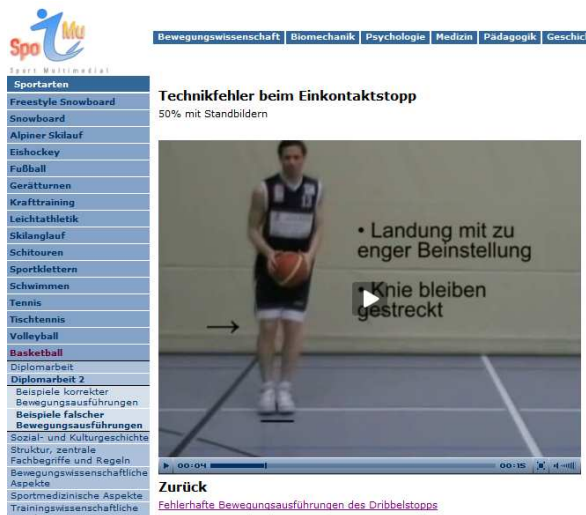 Spo i Mu
Sport Multimedial
Bewegungswissenschaft Biomechanik Psychologie Medizin Pädagogik Geschic
Sportarten
Freestyle Snowboard
Snowboard
Alpiner Skilauf
Eishockey
Fußball
Gerätturnen
Krafttraining
Leichtathletik
Skilanglauf
Schitouren
Sportklettern
Schwimmen
Tennis
Tischtennis
Volleyball
Basketball
Diplomarbeit
Diplomarbeit 2
Beispiele korrekter
Bewegungsausführungen
Beispiele falscher
Bewegungsausführungen
Sozial- und Kulturgeschichte
Struktur, zentrale
Fachbegriffe und Regeln
Bewegungswissenschaftliche
Aspekte
Sportmedizinische Aspekte
Trainingswissenschaftliche
Technikfehler beim Einkontaktstopp
50% mit Standbildern
• Landung mit zu
enger Beinstellung
• Knie bleiben
gestreckt
13
00:04
00:15
Zurück
Fehlerhafte Bewegungsausführungen des Dribbelstopps